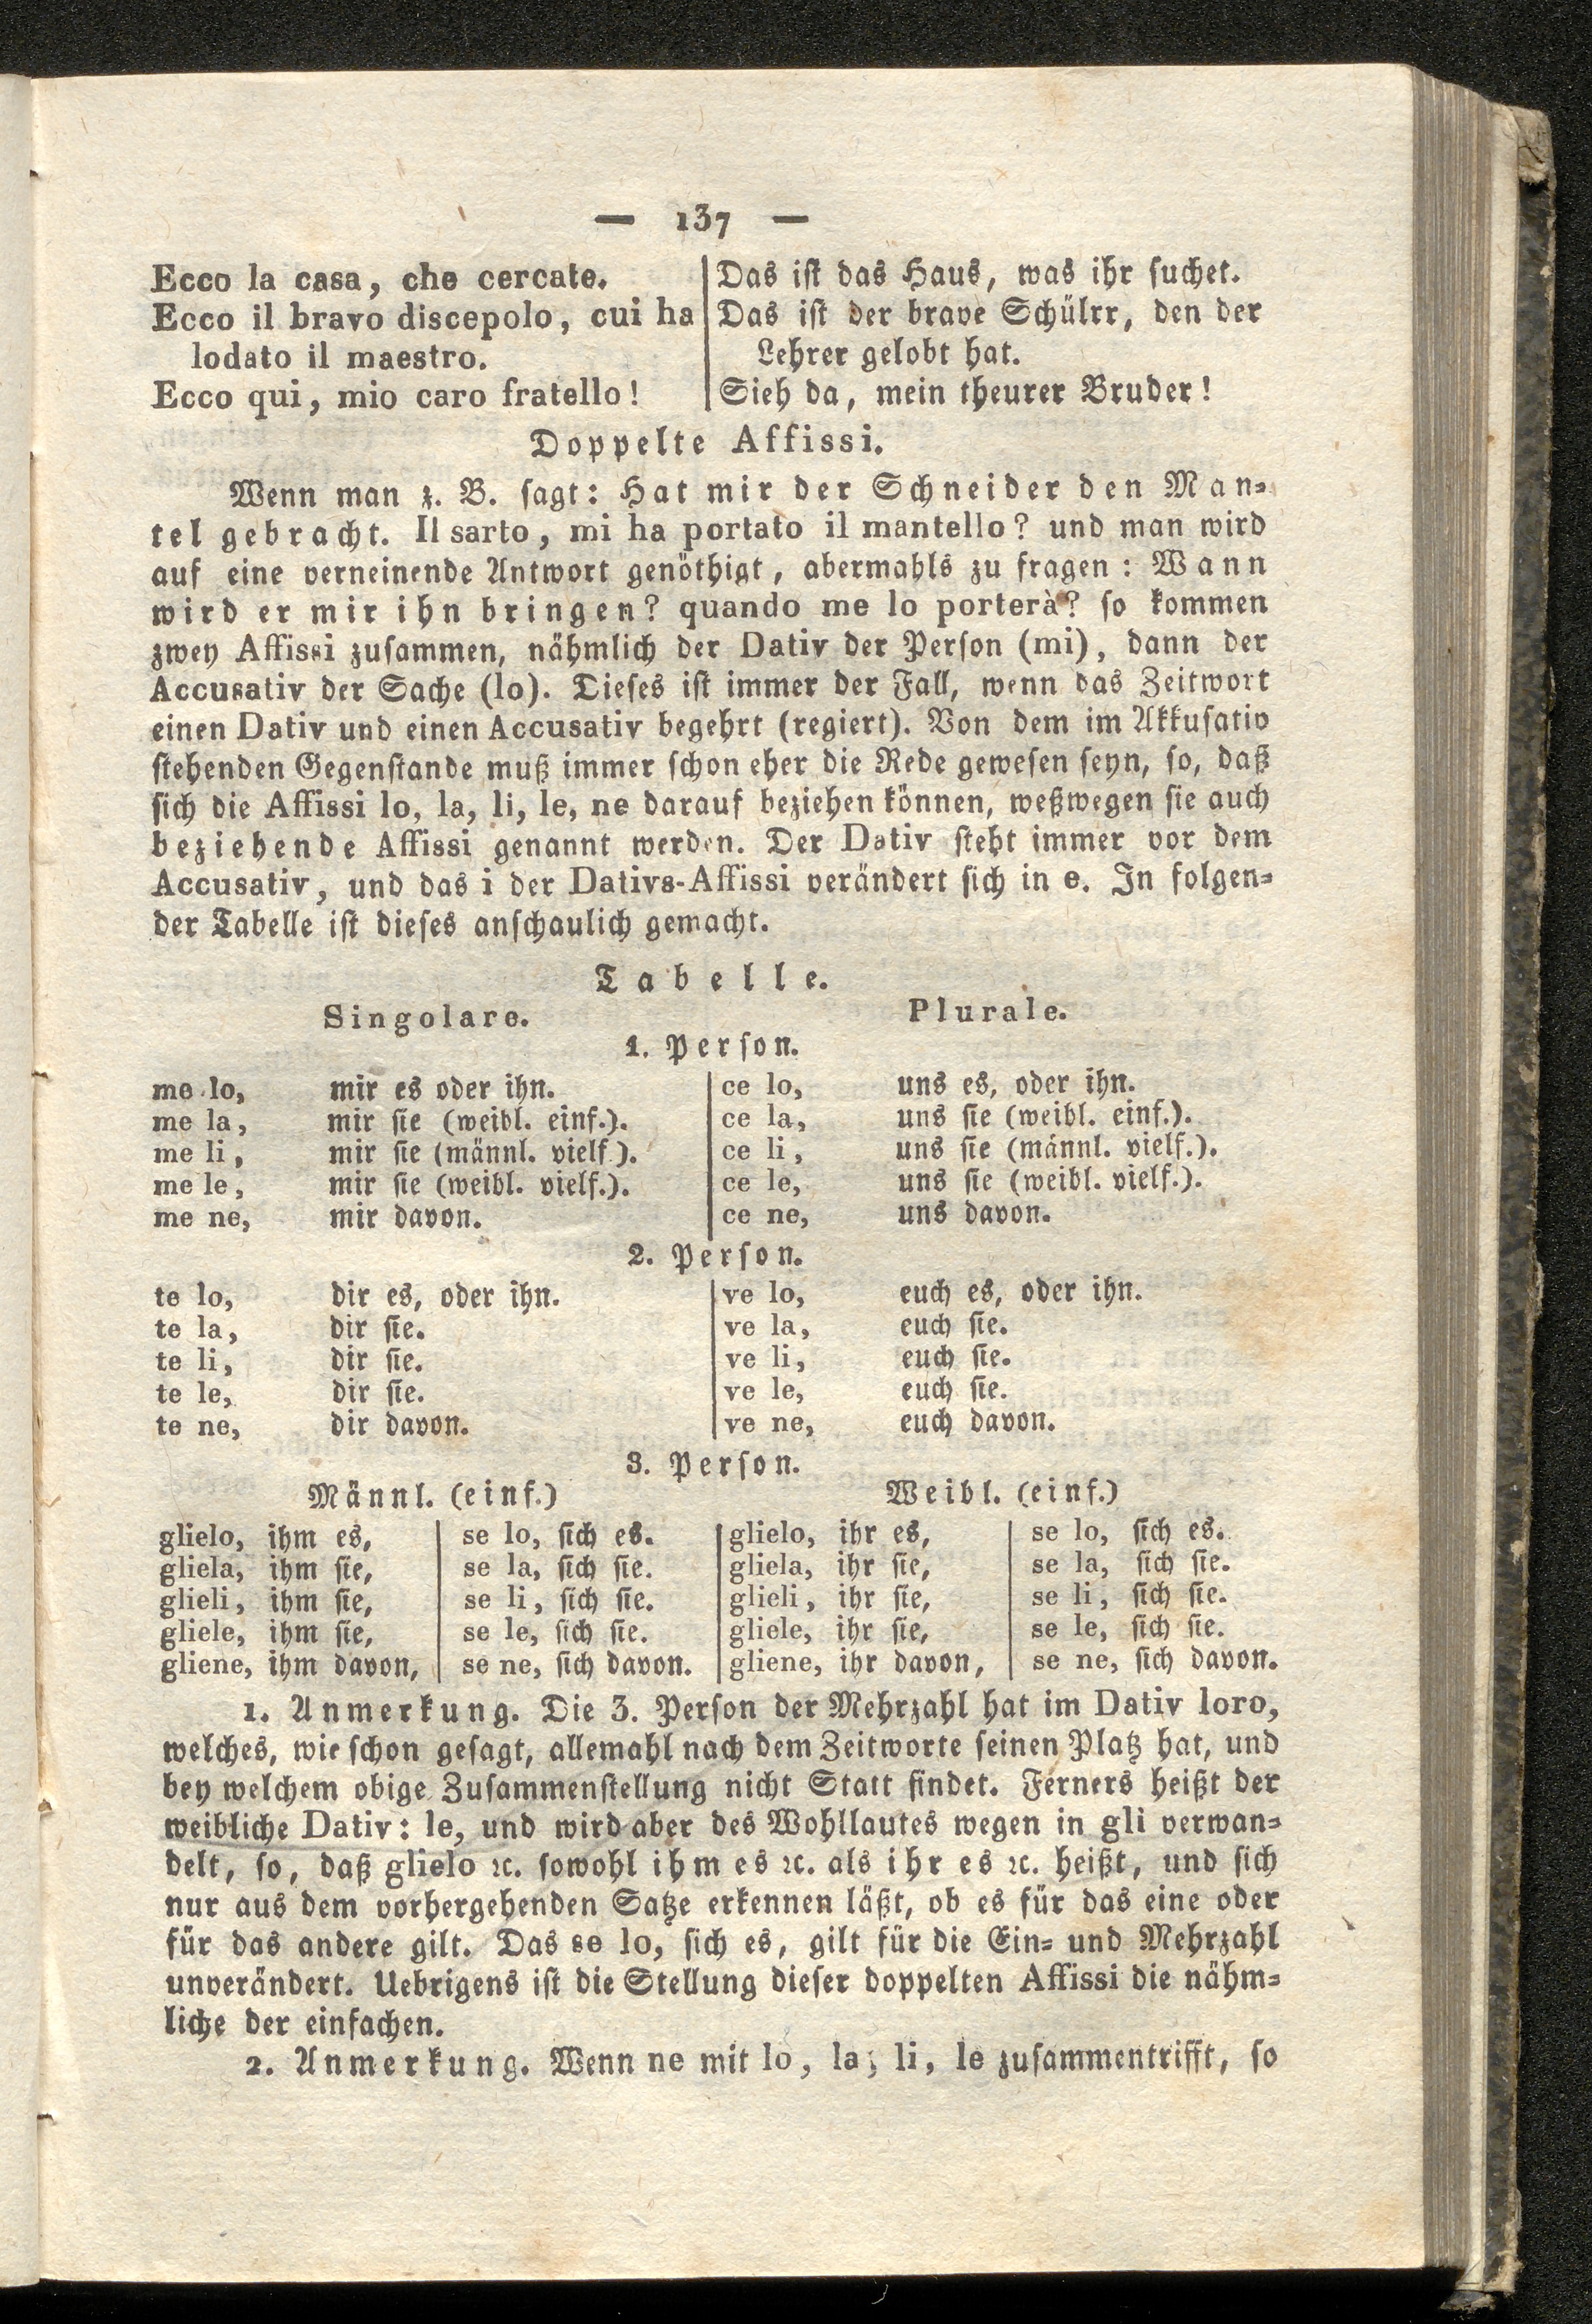 — 137 —
Ecco la casa, che cercate. Das ist das Haus, was ihr suchet.
Ecco il bravo discepolo, cui ha Das ist der brave Schülrr, den der
lodato il maestro. Lehrer gelobt hat.
Ecco qui, mio caro fratello! Sieh da, mein theurer Bruder!
Doppelte Affissi.
Wenn man z. B. sagt: Hat mir der Schneider den Man=
tel gebracht. Il sarto, mi ha portato il mantello? und man wird
auf eine verneinende Antwort genöthigt, abermahls zu fragen: Wann
wird er mir ihn bringen? quando me lo porterà? so kommen
zwey Affissi zusammen, nähmlich der Dativ der Person (mi), dann der
Accusativ der Sache (lo). Dieses ist immer der Fall, wenn das Zeitwort
einen Dativ und einen Accusativ begehrt (regiert). Von dem im Akkusativ
stehenden Gegenstande muß immer schon eher die Rede gewesen seyn, so, daß
sich die Affissi lo, la, li, le, ne darauf beziehen können, weßwegen sie auch
beziehende Affissi genannt werden. Der Dativ steht immer vor dem
Accusativ, und das i der Dativs-Affissi verändert sich in e. In folgen=
der Tabelle ist dieses anschaulich gemacht.
Tabelle.
Singolare. Plurale.
1. Person.
me lo, mir es oder ihn. ce lo, uns es, oder ihn.
me la, mir sie (weibl. einf.). ce la, uns sie (weibl. einf.).
me li, mir sie (männl. vielf.). ce li, uns sie (männl. vielf.).
me le, mir sie (weibl. vielf.). ce le, uns sie (weibl. vielf.).
me ne, mir davon. ce ne, uns davon.
2. Person.
te lo, dir es, oder ihn. ve lo, euch es, oder ihn.
te la, dir sie. ve la, euch sie.
te li, dir sie. ve li, euch sie.
te le, dir sie. ve le, euch sie.
te ne, dir davon. ve ne, euch davon.
3. Person.
Männl. (einf.) Weibl. (einf.)
glielo, ihm es, se lo, sich es. glielo, ihr es, se lo, sich es.
gliela, ihm sie, se la, sich sie. gliela, ihr sie, se la, sich sie.
glieli, ihm sie, se li, sich sie. glieli, ihr sie, se li, sich sie.
gliele, ihm sie, se le, sich sie. gliele, ihr sie, se le, sich sie.
gliene, ihm davon, se ne, sich davon. gliene, ihr davon, se ne, sich davon.
1. Anmerkung. Die 3. Person der Mehrzahl hat im Dativ loro,
welches, wie schon gesagt, allemahl nach dem Zeitworte seinen Platz hat, und
bey welchem obige Zusammenstellung nicht Statt findet. Ferners heißt der
weibliche Dativ: le, und wird aber des Wohllautes wegen in gli verwan=
delt, so, daß glielo ꝛc. sowohl ihm es ꝛc. als ihr es ꝛc. heißt, und sich
nur aus dem vorhergehenden Satze erkennen läßt, ob es für das eine oder
für das andere gilt. Das se lo, sich es, gilt für die Ein= und Mehrzahl
unverändert. Uebrigens ist die Stellung dieser doppelten Affissi die nähm=
liche der einfachen.
2. Anmerkung. Wenn ne mit lo, la, li, le zusammentrifft, so